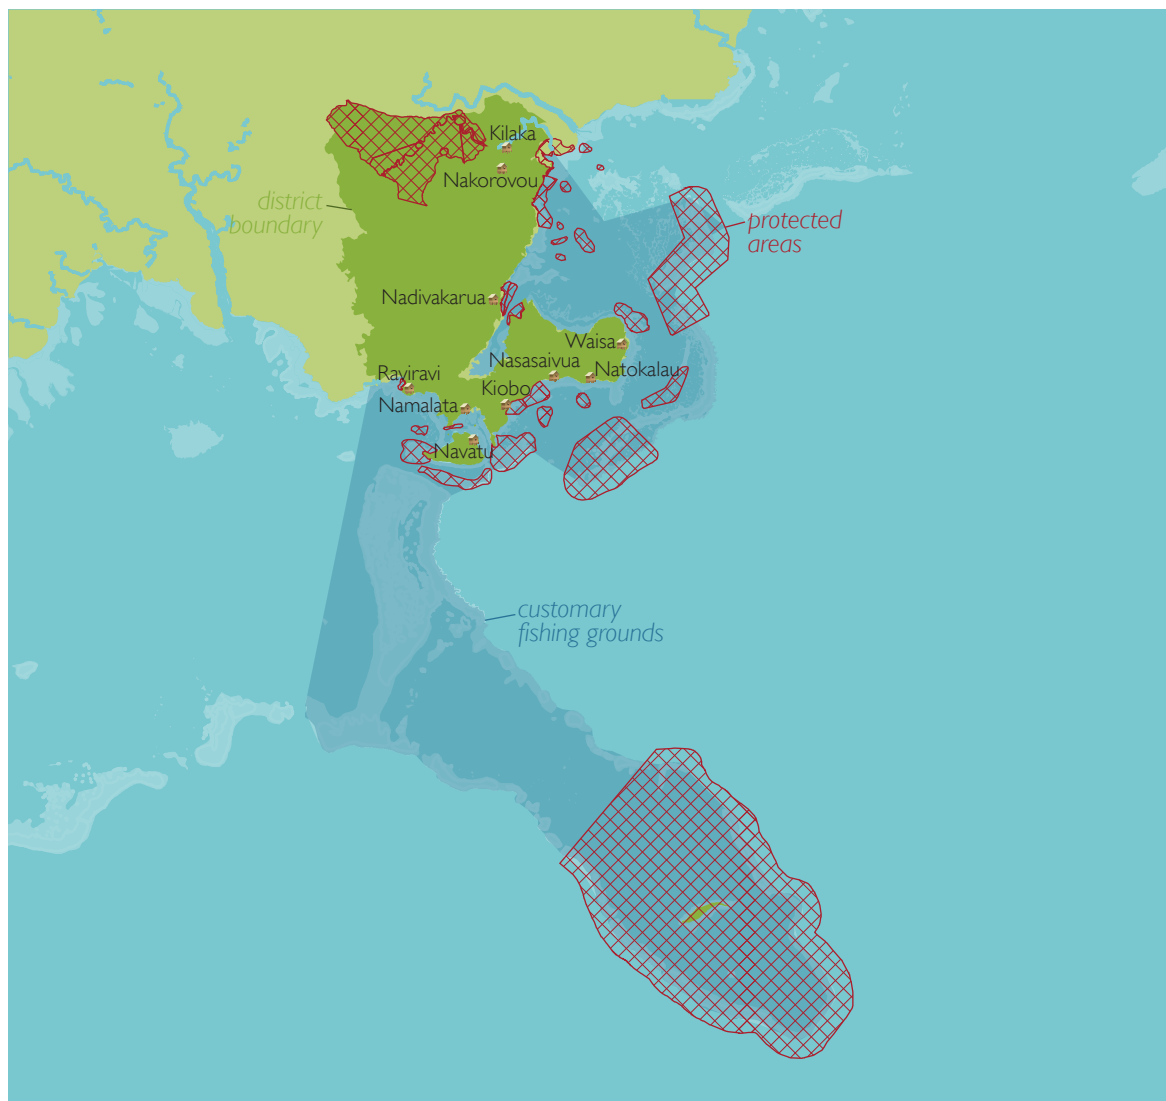 Kilaka
Nakorovou
district
boundary
protected
areas
Nadivakarua
Waisa
Nasasaivua
Natokalau
Raviravi
Kiobo
Namalata
Navatu
customary
fishing grounds